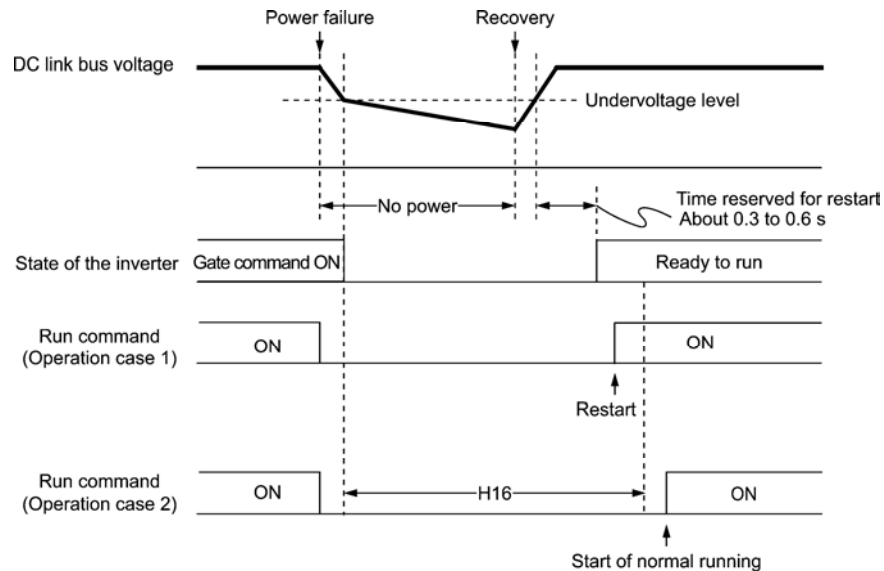 Power failure
Recovery
DC link bus voltage
Undervoltage level
No power
Time reserved for restart
About 0.3 to 0.6 s
State of the inverter
Gate command ON
Ready to run
Run command
(Operation case 1)
ON
ON
Restart
Run command
(Operation case 2)
ON
H16
ON
Start of normal running